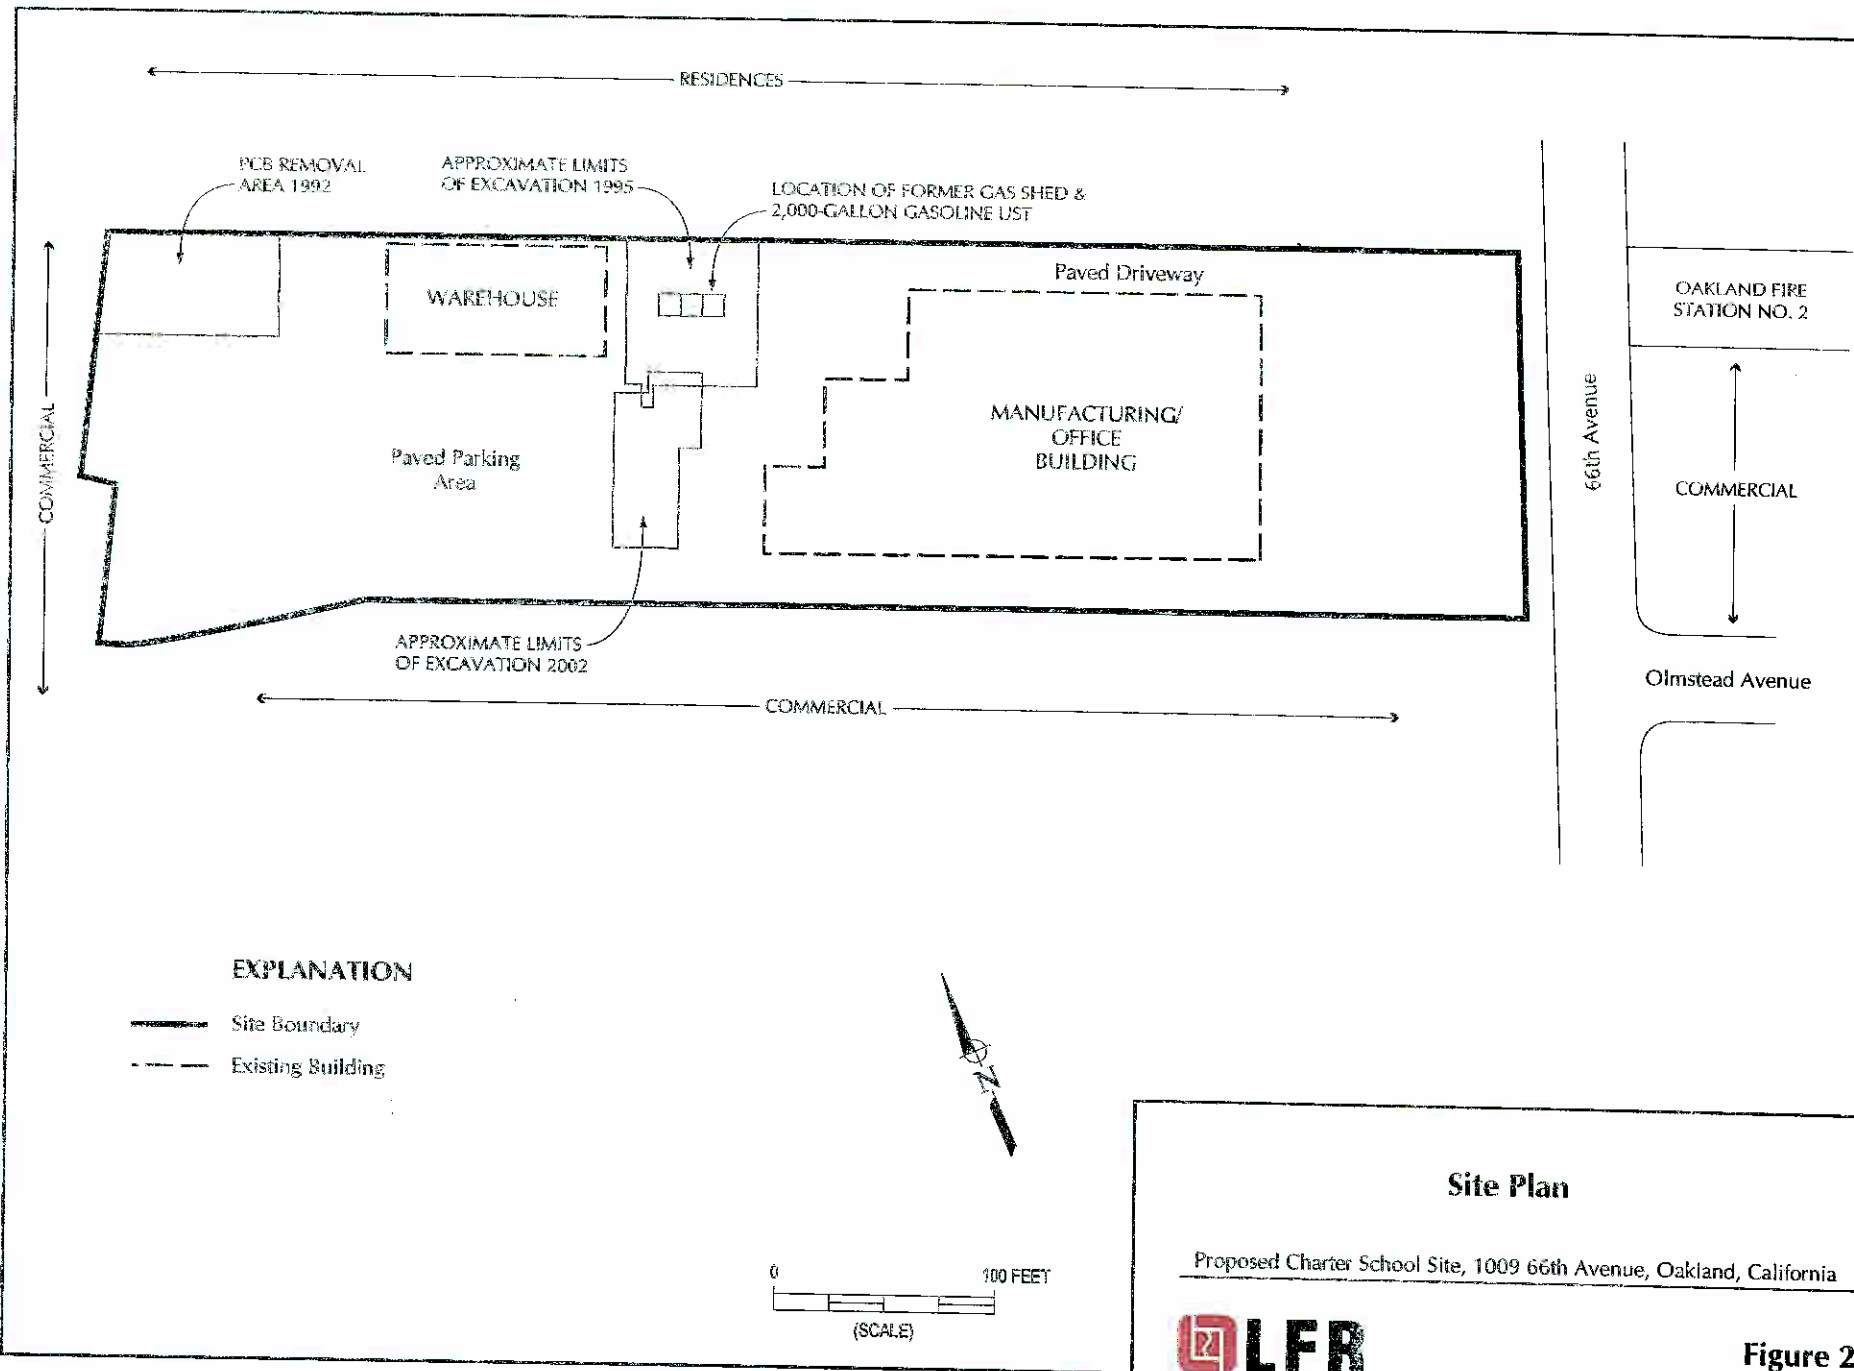 RESIDENCES
PCB REMOVAL
AREA 1992
APPROXIMATE LIMITS
OF EXCAVATION 1995
LOCATION OF FORMER GAS SHED &
2,000-GALLON GASOLINE UST
Paved Driveway
WAREHOUSE
OAKLAND FIRE
STATION NO. 2
COMMERCIAL
Paved Parking
Area
MANUFACTURING/
OFFICE
BUILDING
66th Avenue
COMMERCIAL
APPROXIMATE LIMITS
OF EXCAVATION 2002
Olmstead Avenue
COMMERCIAL
EXPLANATION
Site Boundary
Existing Building
N
0 100 FEET
(SCALE)
Site Plan
Proposed Charter School Site, 1009 66th Avenue, Oakland, California
LFR
Figure 2